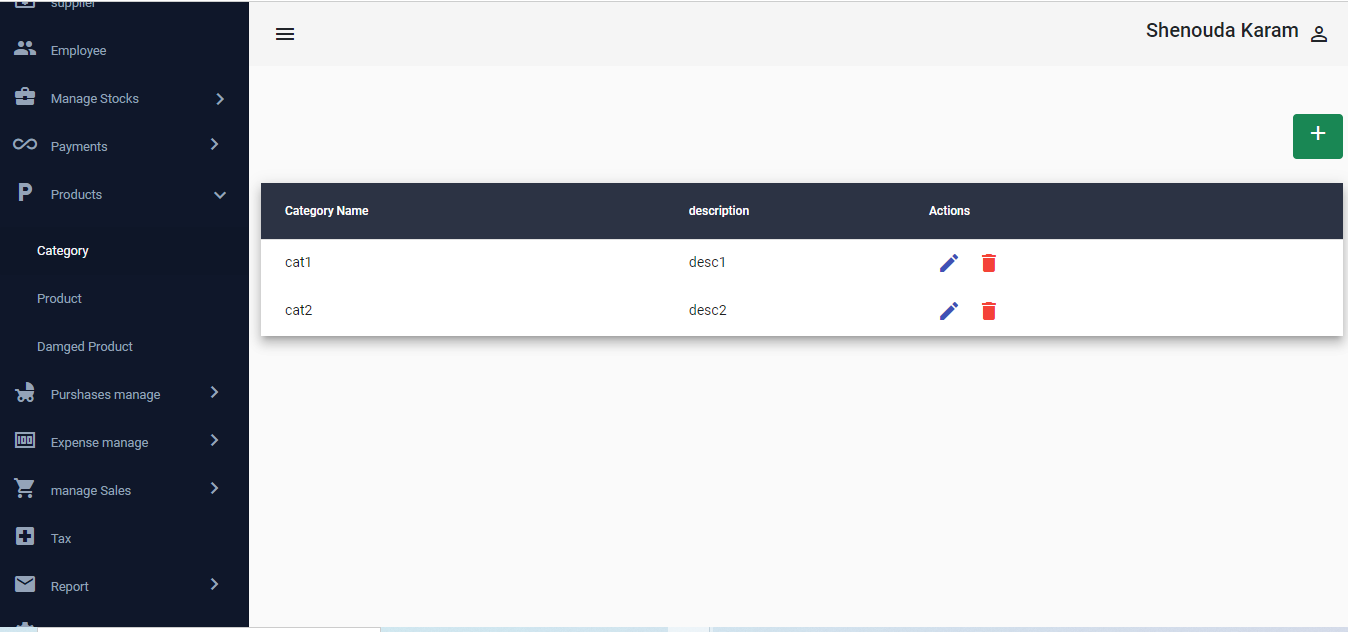 supplier
Employee
Manage Stocks
Payments
P Products
Category
Product
Damged Product
Purshases manage
100 Expense manage
manage Sales
Tax
Report
Shenouda Karam
+
Category Name description Actions
cat1 desc1
cat2 desc2